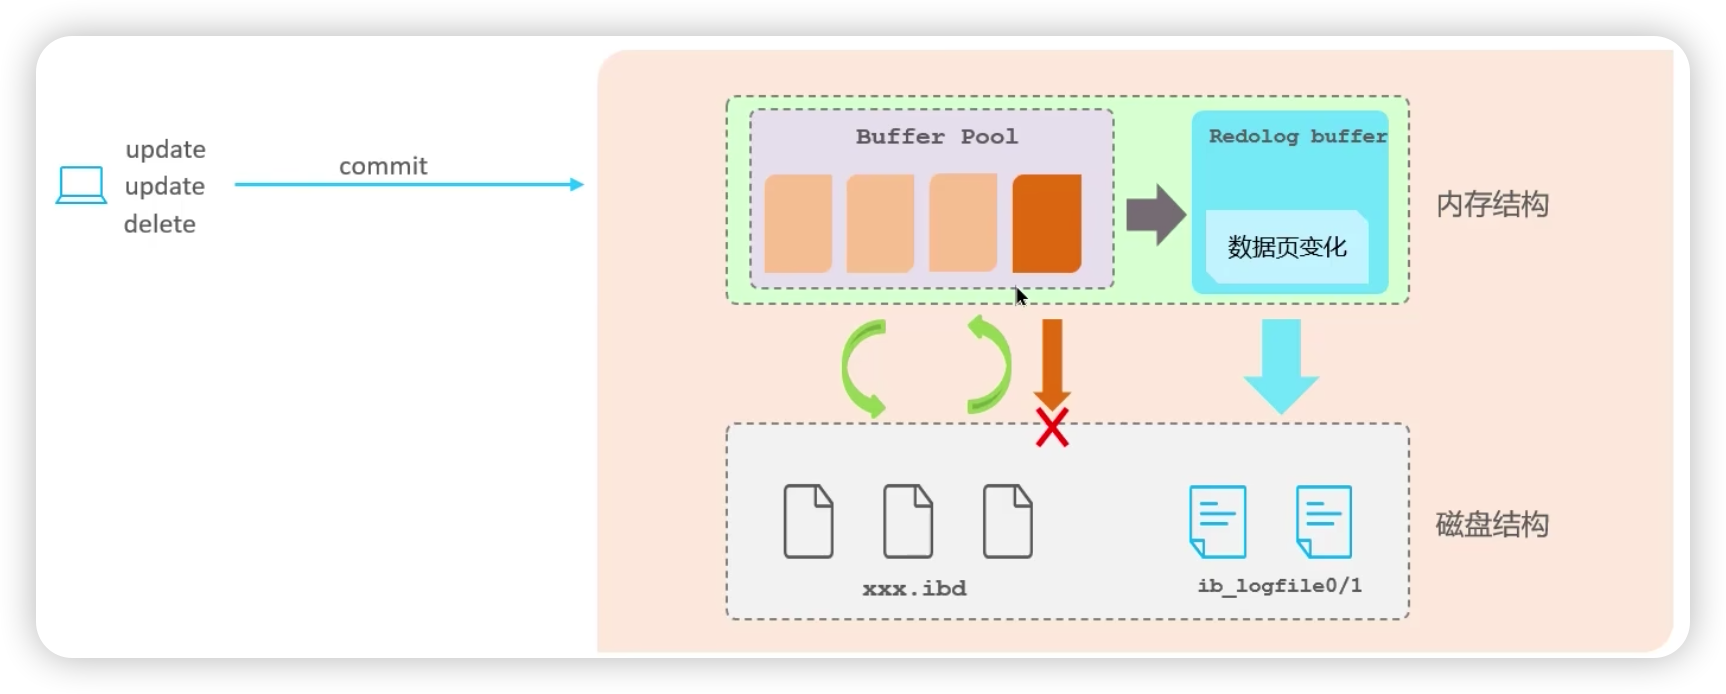 update
update
delete
commit
Buffer Pool
Redolog buffer
数据页变化
内存结构
xxx.ibd
ib_logfile0/1
磁盘结构